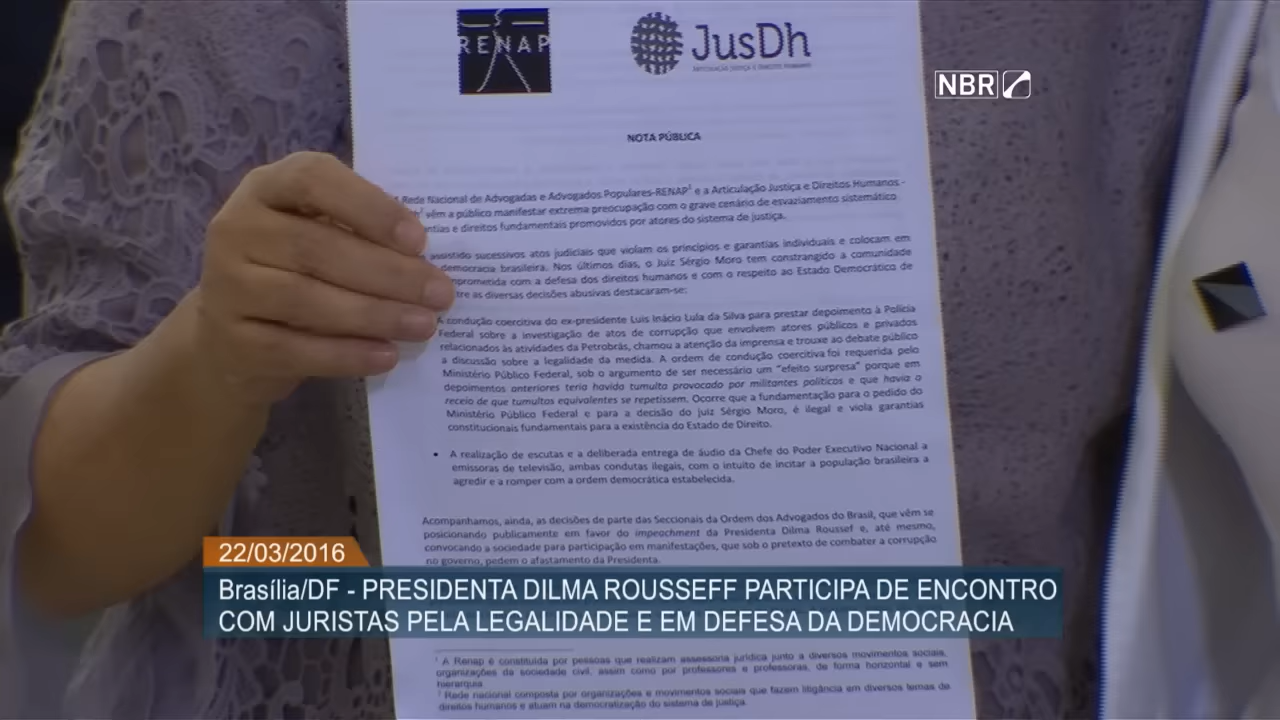 RENAP
JusDh
ARTICULAÇÃO JUSTIÇA E DIREITOS HUMANOS
NBR
NOTA PÚBLICA
Rede Nacional de Advogadas e Advogados Populares-RENAP¹ e a Articulação Justiça e Direitos Humanos -
vêm a público manifestar extrema preocupação com o grave cenário de esvaziamento sistemático
ntias e direitos fundamentais promovidos por atores do sistema de justiça.
assistido sucessivos atos judiciais que violam os princípios e garantias individuais e colocam em
democracia brasileira. Nos últimos dias, o Juiz Sérgio Moro tem constrangido a comunidade
mprometida com a defesa dos direitos humanos e com o respeito ao Estado Democrático de
tre as diversas decisões abusivas destacaram-se:
A condução coercitiva do ex-presidente Luis Inácio Lula da Silva para prestar depoimento à Polícia
Federal sobre a investigação de atos de corrupção que envolvem atores públicos e privados
relacionados às atividades da Petrobrás, chamou a atenção da imprensa e trouxe ao debate público
a discussão sobre a legalidade da medida. A ordem de condução coercitiva foi requerida pelo
Ministério Público Federal, sob o argumento de ser necessário um "efeito surpresa" porque em
depoimentos anteriores teria havido tumulto provocado por militantes políticos e que havia o
receio de que tumultos equivalentes se repetissem. Ocorre que a fundamentação para o pedido do
Ministério Público Federal e para a decisão do juiz Sérgio Moro, é ilegal e viola garantias
constitucionais fundamentais para a existência do Estado de Direito.
• A realização de escutas e a deliberada entrega de áudio da Chefe do Poder Executivo Nacional a
emissoras de televisão, ambas condutas ilegais, com o intuito de incitar a população brasileira a
agredir e a romper com a ordem democrática estabelecida.
Acompanhamos, ainda, as decisões de parte das Seccionais da Ordem dos Advogados do Brasil, que vêm se
posicionando publicamente em favor do impeachment da Presidenta Dilma Roussef e, até mesmo,
convocando a sociedade para participação em manifestações, que sob o pretexto de combater a corrupção
no governo, pedem o afastamento da Presidenta.
22/03/2016
Brasília/DF - PRESIDENTA DILMA ROUSSEFF PARTICIPA DE ENCONTRO
COM JURISTAS PELA LEGALIDADE E EM DEFESA DA DEMOCRACIA
¹ A Renap é constituída por pessoas que realizam assessoria jurídica junto a diversos movimentos sociais,
organizações da sociedade civil, assim como por professores e professoras, de forma horizontal e sem
hierarquia.
² Rede nacional composta por organizações e movimentos sociais que fazem litigância em diversos temas de
direitos humanos e atuam na democratização do sistema de justiça.